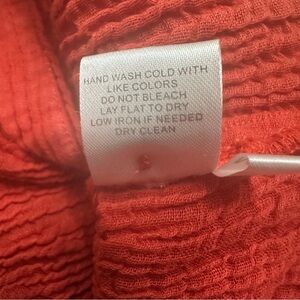 HAND WASH COLD WITH
LIKE COLORS
DO NOT BLEACH
LAY FLAT TO DRY
LOW IRON IF NEEDED
DRY CLEAN